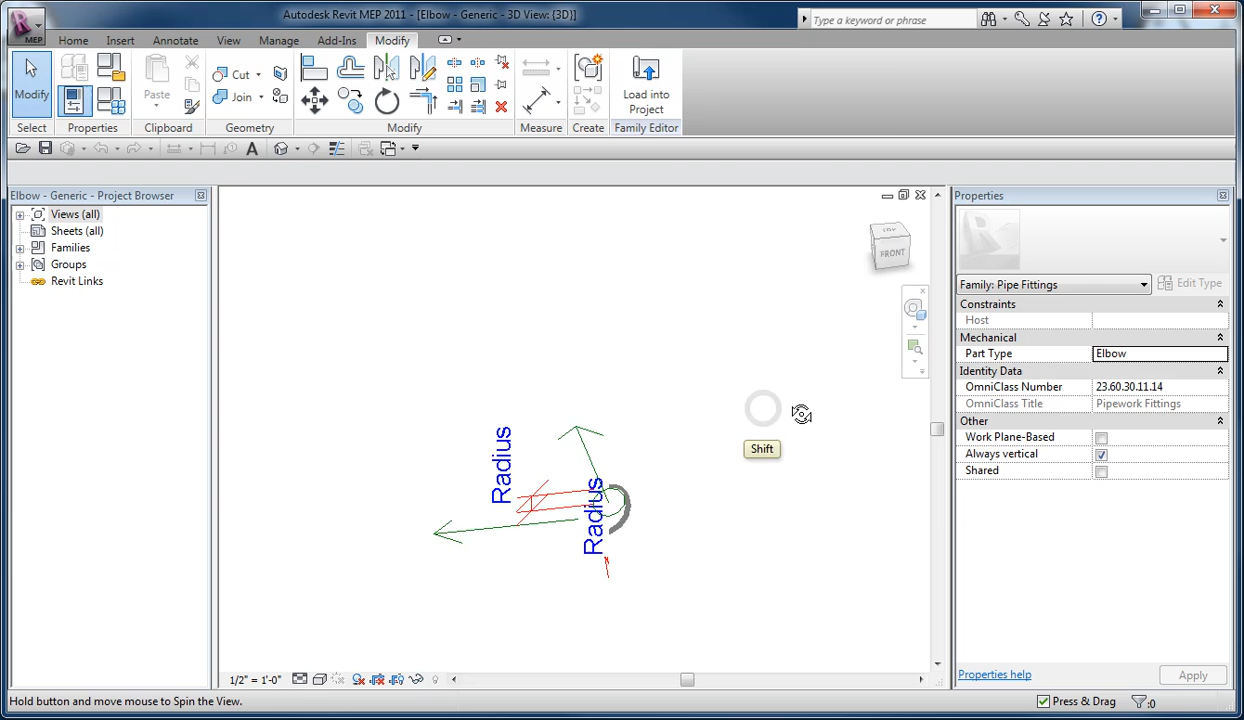 Autodesk Revit MEP 2011 - [Elbow - Generic - 3D View: {3D}]
Type a keyword or phrase
MEP
Home Insert Annotate View Manage Add-Ins Modify
Modify Paste Cut Join Load into Project
Select Properties Clipboard Geometry Modify Measure Create Family Editor
Elbow - Generic - Project Browser
Views (all)
Sheets (all)
Families
Groups
Revit Links
TOP
FRONT
Radius
Radius
Shift
Properties
Family: Pipe Fittings Edit Type
Constraints
Host
Mechanical
Part Type Elbow
Identity Data
OmniClass Number 23.60.30.11.14
OmniClass Title Pipework Fittings
Other
Work Plane-Based
Always vertical
Shared
Properties help Apply
1/2" = 1'-0"
Hold button and move mouse to Spin the View. Press & Drag :0